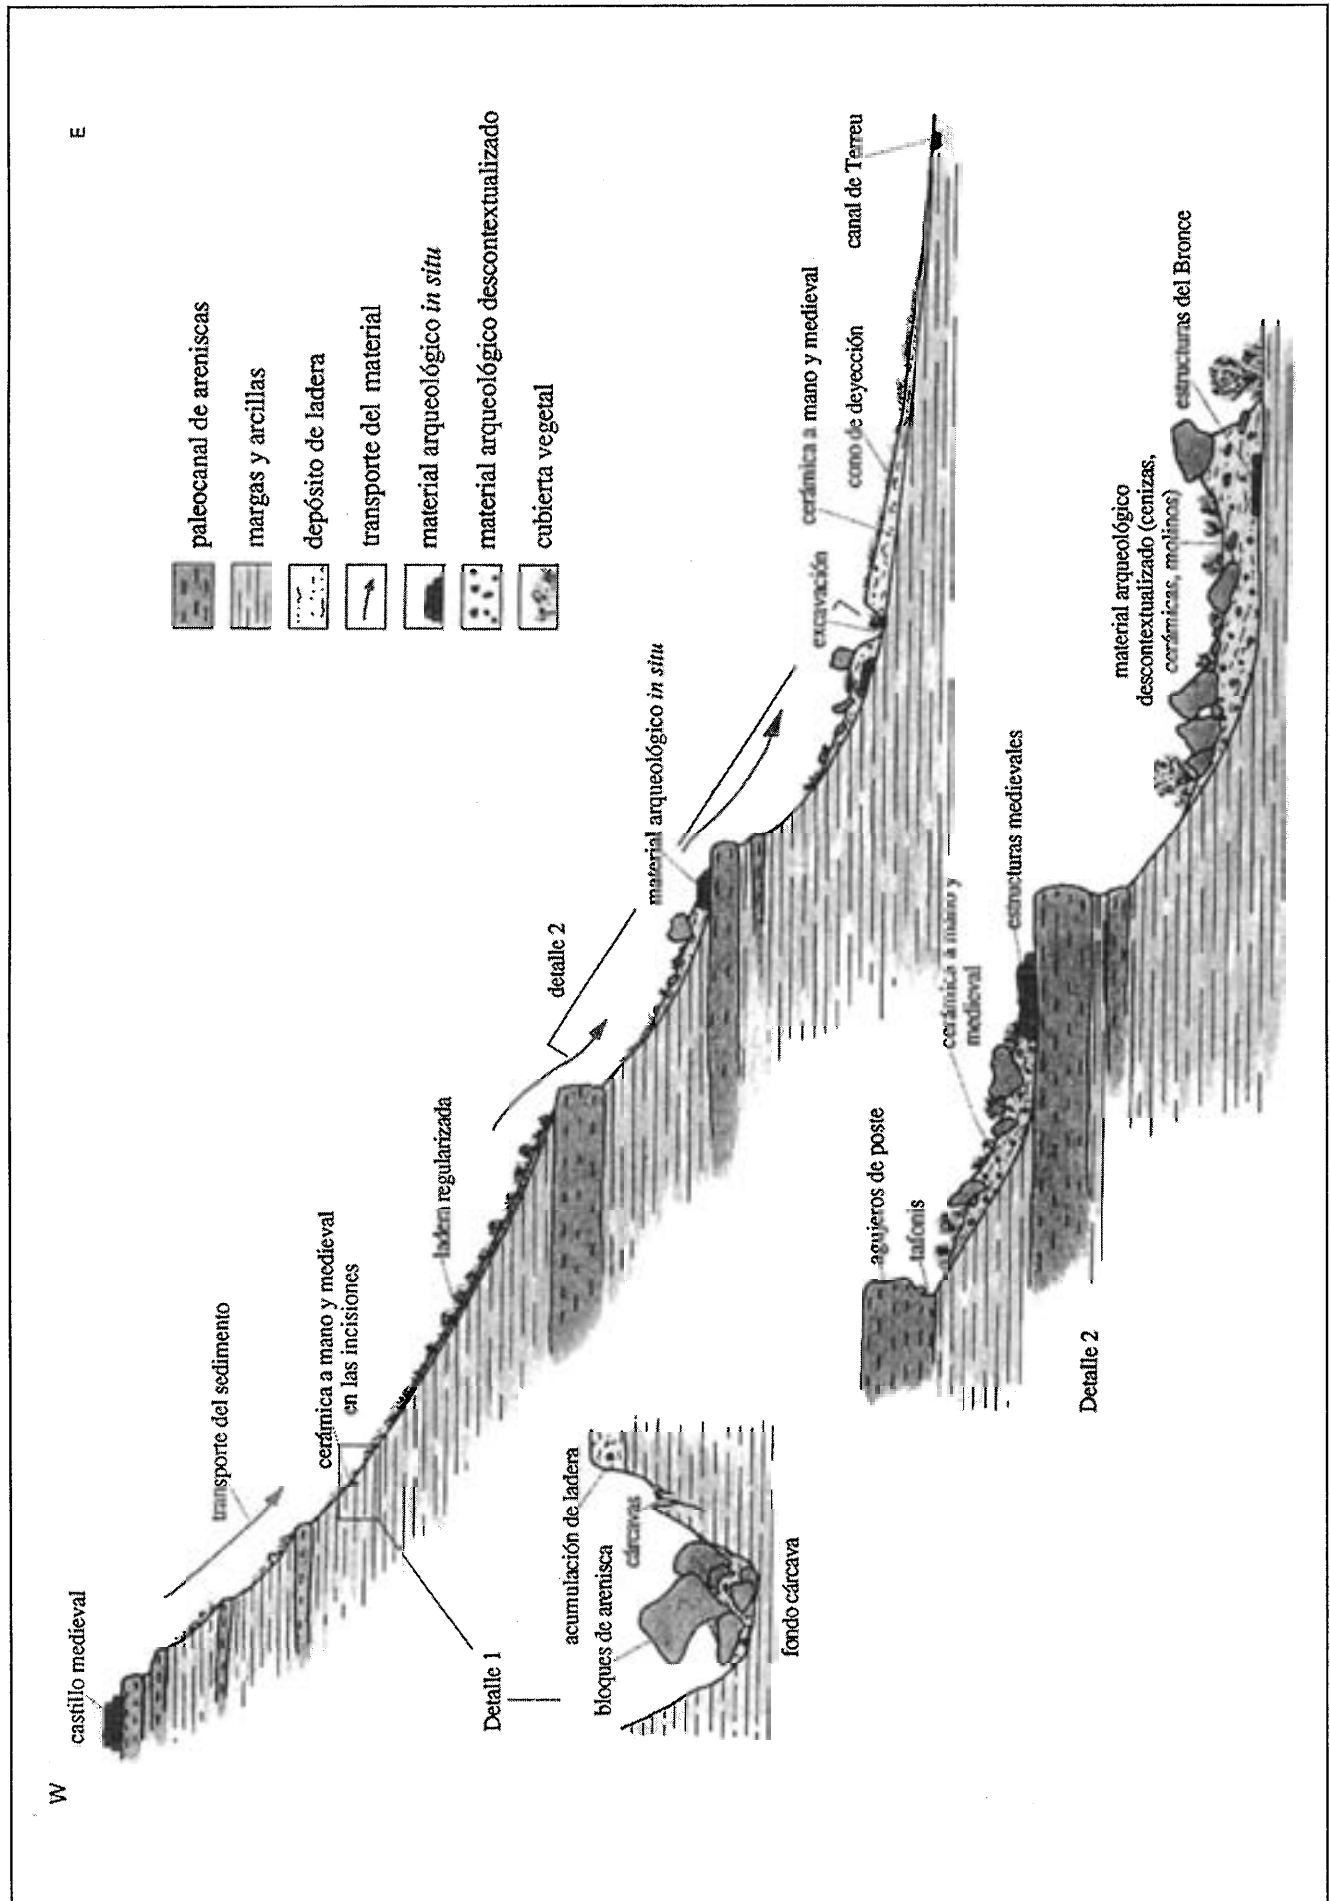 W
E
castillo medieval
transporte del sedimento
cerámica a mano y medieval
en las incisiones
ladera regularizada
detalle 2
material arqueológico in situ
excavación
cerámica a mano y medieval
cono de deyección
canal de Terreu
paleocanal de areniscas
margas y arcillas
depósito de ladera
transporte del material
material arqueológico in situ
material arqueológico descontextualizado
cubierta vegetal
Detalle 1
acumulación de ladera
bloques de arenisca
cárcavas
fondo cárcava
Detalle 2
agujeros de poste
tafonis
cerámica a mano y
medieval
estructuras medievales
material arqueológico
descontextualizado (cenizas,
cerámicas, molinos)
estructuras del Bronce